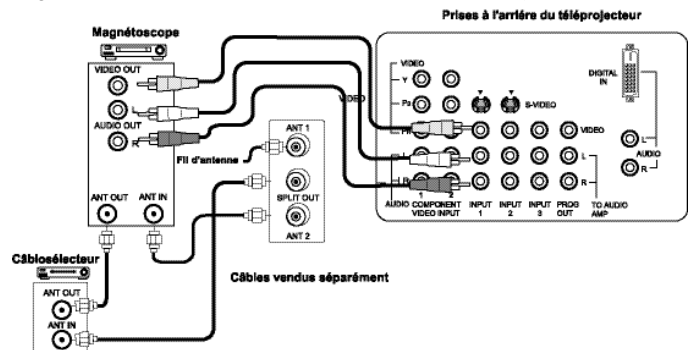 Prises à l'arrière du téléprojecteur
Magnétoscope
VIDEO OUT
L
AUDIO OUT
R
ANT OUT
ANT IN
Fil d'antenne
ANT 1
SPLIT OUT
ANT 2
Câbles vendus séparément
Câblosélecteur
ANT OUT
ANT IN
VIDEO
Y
PB
PR
VIDEO
L
R
S-VIDEO
VIDEO
L
R
DIGITAL IN
L
AUDIO
R
1 2
AUDIO COMPONENT VIDEO INPUT
INPUT 1
INPUT 2
INPUT 3
PROG OUT
TO AUDIO AMP